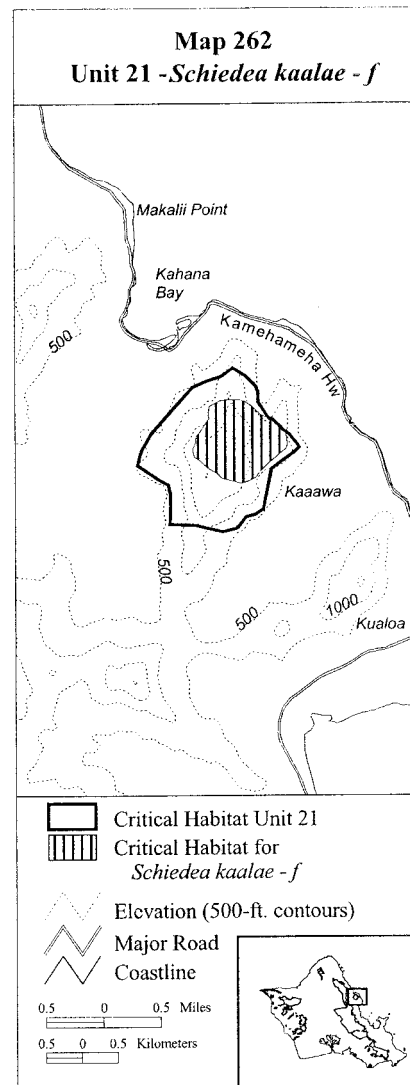 Map 262
Unit 21 -Schiedea kaalae - f
Makalii Point
Kahana
Bay
Kamehameha Hw
500
Kaaawa
500
500
1000
Kualoa
Critical Habitat Unit 21
Critical Habitat for
Schiedea kaalae - f
Elevation (500-ft. contours)
Major Road
Coastline
0.5 0 0.5 Miles
0.5 0 0.5 Kilometers